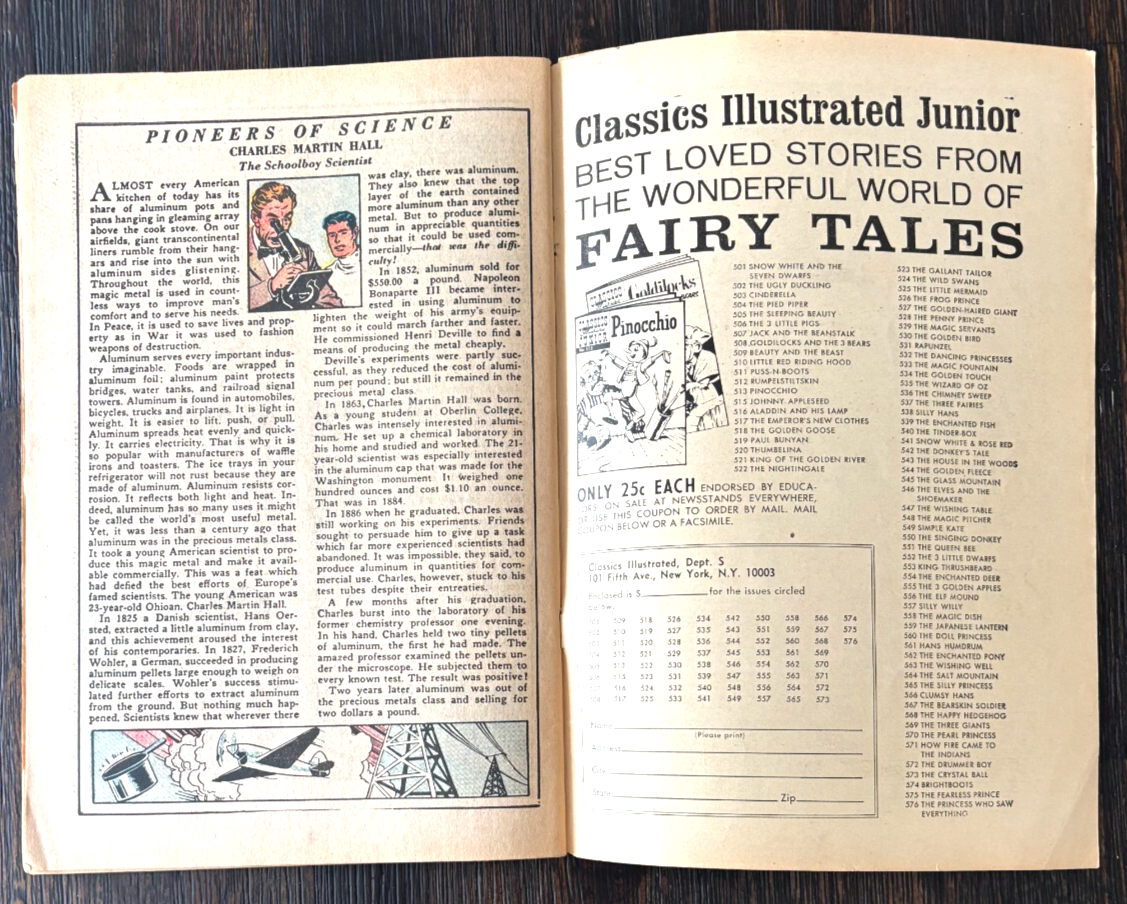 PIONEERS OF SCIENCE
CHARLES MARTIN HALL
The Schoolboy Scientist
ALMOST every American
kitchen of today has its
share of aluminum pots and
pans hanging in gleaming array
above the cook stove. On our
airfields, giant transcontinental
liners rumble from their hang-
ars and rise into the sun with
aluminum sides glistening.
Throughout the world, this
magic metal is used in count-
less ways to improve man's
comfort and to serve his needs.
In Peace, it is used to save lives and prop-
erty as in War it was used to fashion
weapons of destruction.
Aluminum serves every important indus-
try imaginable. Foods are wrapped in
aluminum foil; aluminum paint protects
bridges, water tanks, and railroad signal
towers. Aluminum is found in automobiles,
bicycles, trucks and airplanes. It is light in
weight. It is easier to lift, push, or pull.
Aluminum spreads heat evenly and quick-
ly. It carries electricity. That is why it is
so popular with manufacturers of waffle
irons and toasters. The ice trays in your
refrigerator will not rust because they are
made of aluminum. Aluminum resists cor-
rosion. It reflects both light and heat. In-
deed, aluminum has so many uses it might
be called the world's most useful metal.
Yet, it was less than a century ago that
aluminum was in the precious metals class.
It took a young American scientist to pro-
duce this magic metal and make it avail-
able commercially. This was a feat which
had defied the best efforts of Europe's
famed scientists. The young American was
23-year-old Ohioan, Charles Martin Hall.
In 1825 a Danish scientist, Hans Oer-
sted, extracted a little aluminum from clay,
and this achievement aroused the interest
of his contemporaries. In 1827, Frederich
Wohler, a German, succeeded in producing
aluminum pellets large enough to weigh on
delicate scales. Wohler's success stimu-
lated further efforts to extract aluminum
from the ground. But nothing much hap-
pened. Scientists knew that wherever there
was clay, there was aluminum.
They also knew that the top
layer of the earth contained
more aluminum than any other
metal. But to produce alumi-
num in appreciable quantities
so that it could be used com-
mercially—that was the diffi-
culty!
In 1852, aluminum sold for
$550.00 a pound. Napoleon
Bonaparte III became inter-
ested in using aluminum to
lighten the weight of his army's equip-
ment so it could march farther and faster.
He commissioned Henri Deville to find a
means of producing the metal cheaply.
Deville's experiments were partly suc-
cessful, as they reduced the cost of alumi-
num per pound; but still it remained in the
precious metal class.
In 1863, Charles Martin Hall was born.
As a young student at Oberlin College,
Charles was intensely interested in alumi-
num. He set up a chemical laboratory in
his home and studied and worked. The 21-
year-old scientist was especially interested
in the aluminum cap that was made for the
Washington monument. It weighed one
hundred ounces and cost $1.10 an ounce.
That was in 1884.
In 1886 when he graduated, Charles was
still working on his experiments. Friends
sought to persuade him to give up a task
which far more experienced scientists had
abandoned. It was impossible, they said, to
produce aluminum in quantities for com-
mercial use. Charles, however, stuck to his
test tubes despite their entreaties.
A few months after his graduation,
Charles burst into the laboratory of his
former chemistry professor one evening.
In his hand, Charles held two tiny pellets
of aluminum, the first he had made. The
amazed professor examined the pellets un-
der the microscope. He subjected them to
every known test. The result was positive!
Two years later aluminum was out of
the precious metals class and selling for
two dollars a pound.
Classics Illustrated Junior
BEST LOVED STORIES FROM
THE WONDERFUL WORLD OF
FAIRY TALES
CLASSICS
Goldilocks
BEARS
CLASSICS
JUNIOR
Pinocchio
501 SNOW WHITE AND THE
SEVEN DWARFS
502 THE UGLY DUCKLING
503 CINDERELLA
504 THE PIED PIPER
505 THE SLEEPING BEAUTY
506 THE 3 LITTLE PIGS
507 JACK AND THE BEANSTALK
508 GOLDILOCKS AND THE 3 BEARS
509 BEAUTY AND THE BEAST
510 LITTLE RED RIDING HOOD
511 PUSS-N-BOOTS
512 RUMPELSTILTSKIN
513 PINOCCHIO
515 JOHNNY APPLESEED
516 ALADDIN AND HIS LAMP
517 THE EMPEROR'S NEW CLOTHES
518 THE GOLDEN GOOSE
519 PAUL BUNYAN
520 THUMBELINA
521 KING OF THE GOLDEN RIVER
522 THE NIGHTINGALE
523 THE GALLANT TAILOR
524 THE WILD SWANS
525 THE LITTLE MERMAID
526 THE FROG PRINCE
527 THE GOLDEN-HAIRED GIANT
528 THE PENNY PRINCE
529 THE MAGIC SERVANTS
530 THE GOLDEN BIRD
531 RAPUNZEL
532 THE DANCING PRINCESSES
533 THE MAGIC FOUNTAIN
534 THE GOLDEN TOUCH
535 THE WIZARD OF OZ
536 THE CHIMNEY SWEEP
537 THE THREE FAIRIES
538 SILLY HANS
539 THE ENCHANTED FISH
540 THE TINDER-BOX
541 SNOW WHITE & ROSE RED
542 THE DONKEY'S TALE
543 THE HOUSE IN THE WOODS
544 THE GOLDEN FLEECE
545 THE GLASS MOUNTAIN
546 THE ELVES AND THE
SHOEMAKER
547 THE WISHING TABLE
548 THE MAGIC PITCHER
549 SIMPLE KATE
550 THE SINGING DONKEY
551 THE QUEEN BEE
552 THE 3 LITTLE DWARFS
553 KING THRUSHBEARD
554 THE ENCHANTED DEER
555 THE 3 GOLDEN APPLES
556 THE ELF MOUND
557 SILLY WILLY
558 THE MAGIC DISH
559 THE JAPANESE LANTERN
560 THE DOLL PRINCESS
561 HANS HUMDRUM
562 THE ENCHANTED PONY
563 THE WISHING WELL
564 THE SALT MOUNTAIN
565 THE SILLY PRINCESS
566 CLUMSY HANS
567 THE BEARSKIN SOLDIER
568 THE HAPPY HEDGEHOG
569 THE THREE GIANTS
570 THE PEARL PRINCESS
571 HOW FIRE CAME TO
THE INDIANS
572 THE DRUMMER BOY
573 THE CRYSTAL BALL
574 BRIGHTBOOTS
575 THE FEARLESS PRINCE
576 THE PRINCESS WHO SAW
EVERYTHING
ONLY 25c EACH ENDORSED BY EDUCA-
ON SALE AT NEWSSTANDS EVERYWHERE,
USE THIS COUPON TO ORDER BY MAIL. MAIL
COUPON BELOW OR A FACSIMILE.
Classics Illustrated, Dept. S
101 Fifth Ave., New York, N.Y. 10003
Enclosed is $ for the issues circled
below.
509 518 526 534 542 550 558 566 574
510 519 527 535 543 551 559 567 575
511 520 528 536 544 552 560 568 576
512 521 529 537 545 553 561 569
513 522 530 538 546 554 562 570
515 523 531 539 547 555 563 571
516 524 532 540 548 556 564 572
517 525 533 541 549 557 565 573
Name
(Please print)
Address
City
State Zip